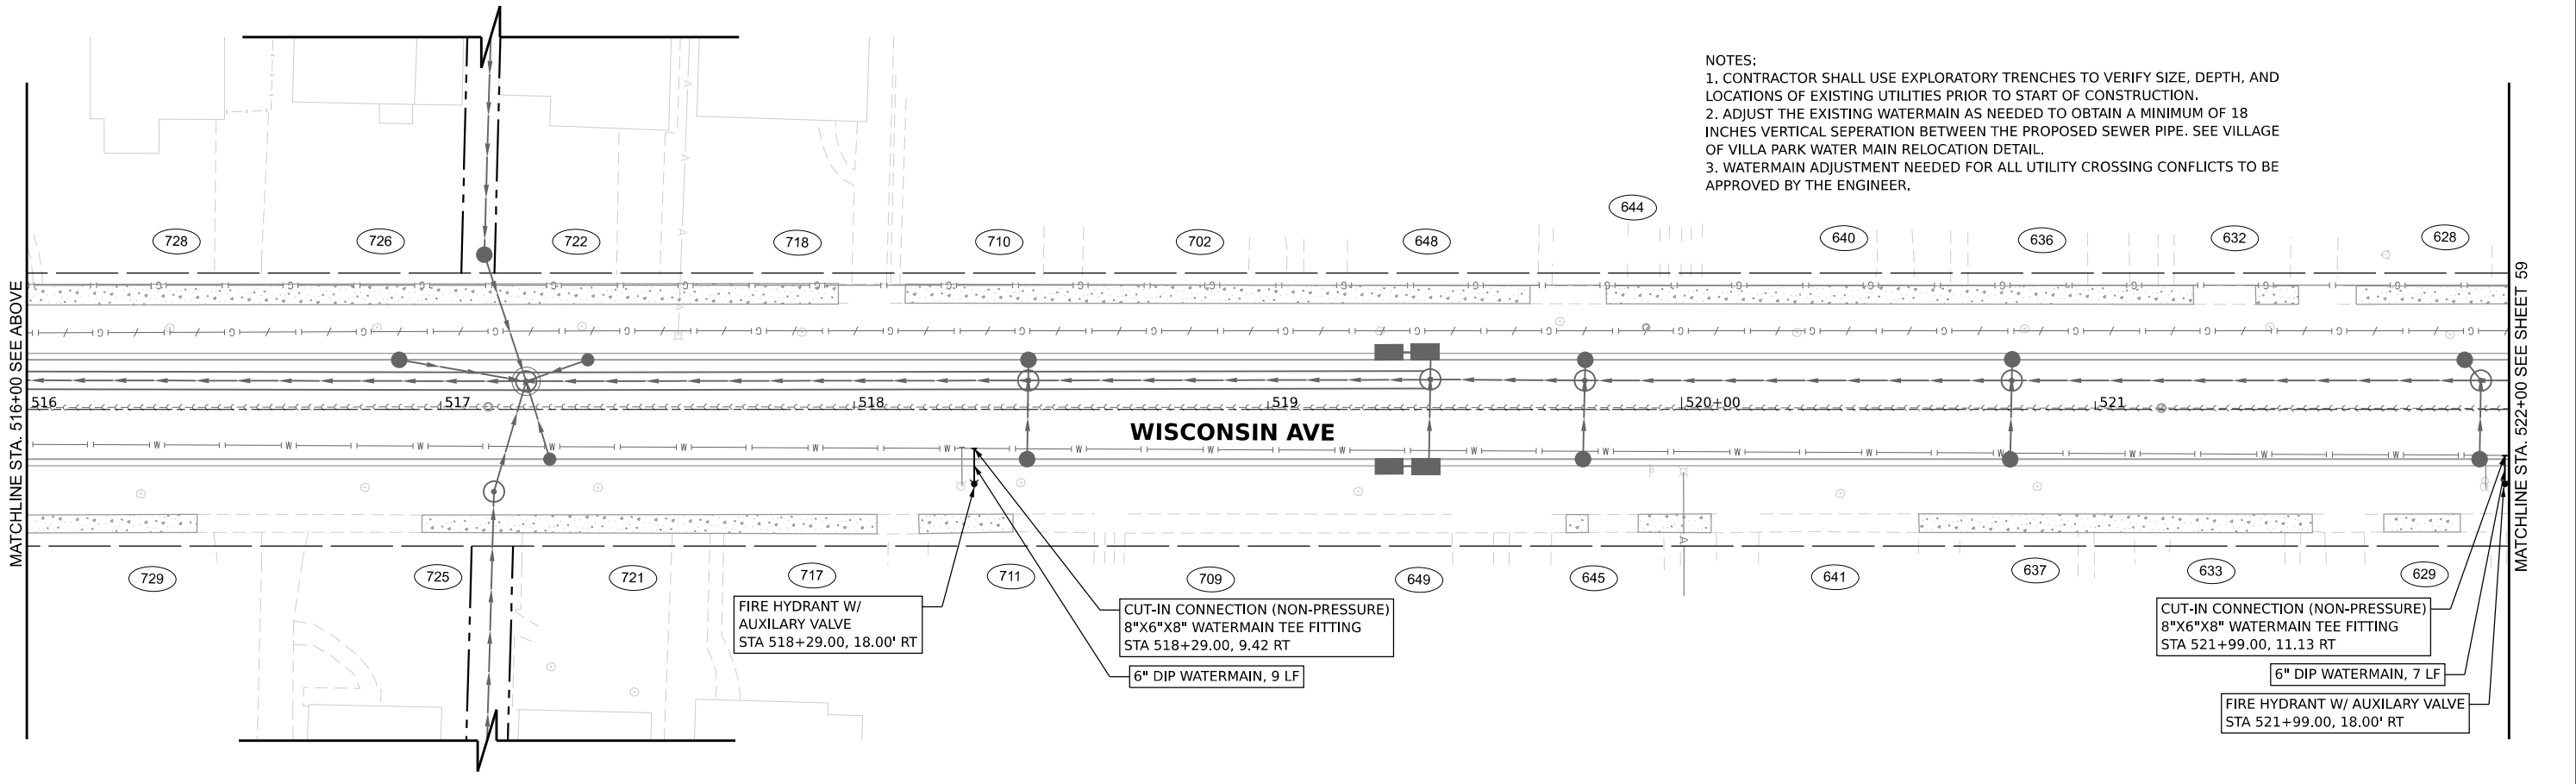 NOTES:
1. CONTRACTOR SHALL USE EXPLORATORY TRENCHES TO VERIFY SIZE, DEPTH, AND
LOCATIONS OF EXISTING UTILITIES PRIOR TO START OF CONSTRUCTION.
2. ADJUST THE EXISTING WATERMAIN AS NEEDED TO OBTAIN A MINIMUM OF 18
INCHES VERTICAL SEPERATION BETWEEN THE PROPOSED SEWER PIPE. SEE VILLAGE
OF VILLA PARK WATER MAIN RELOCATION DETAIL.
3. WATERMAIN ADJUSTMENT NEEDED FOR ALL UTILITY CROSSING CONFLICTS TO BE
APPROVED BY THE ENGINEER.
MATCHLINE STA. 516+00 SEE ABOVE
728
726
722
718
710
702
648
644
640
636
632
628
516
517
518
519
520+00
521
WISCONSIN AVE
729
725
721
717
711
709
649
645
641
637
633
629
FIRE HYDRANT W/
AUXILARY VALVE
STA 518+29.00, 18.00' RT
CUT-IN CONNECTION (NON-PRESSURE)
8"X6"X8" WATERMAIN TEE FITTING
STA 518+29.00, 9.42 RT
6" DIP WATERMAIN, 9 LF
CUT-IN CONNECTION (NON-PRESSURE)
8"X6"X8" WATERMAIN TEE FITTING
STA 521+99.00, 11.13 RT
6" DIP WATERMAIN, 7 LF
FIRE HYDRANT W/ AUXILARY VALVE
STA 521+99.00, 18.00' RT
MATCHLINE STA. 522+00 SEE SHEET 59